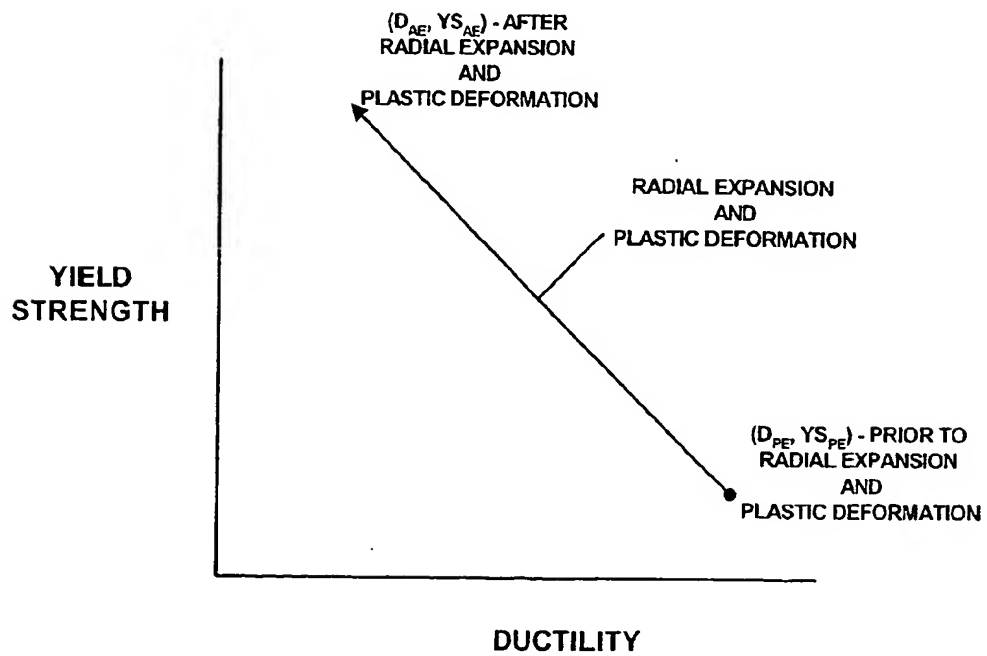 (D_AE, YS_AE) - AFTER
RADIAL EXPANSION
AND
PLASTIC DEFORMATION
RADIAL EXPANSION
AND
PLASTIC DEFORMATION
YIELD
STRENGTH
(D_PE, YS_PE) - PRIOR TO
RADIAL EXPANSION
AND
PLASTIC DEFORMATION
DUCTILITY